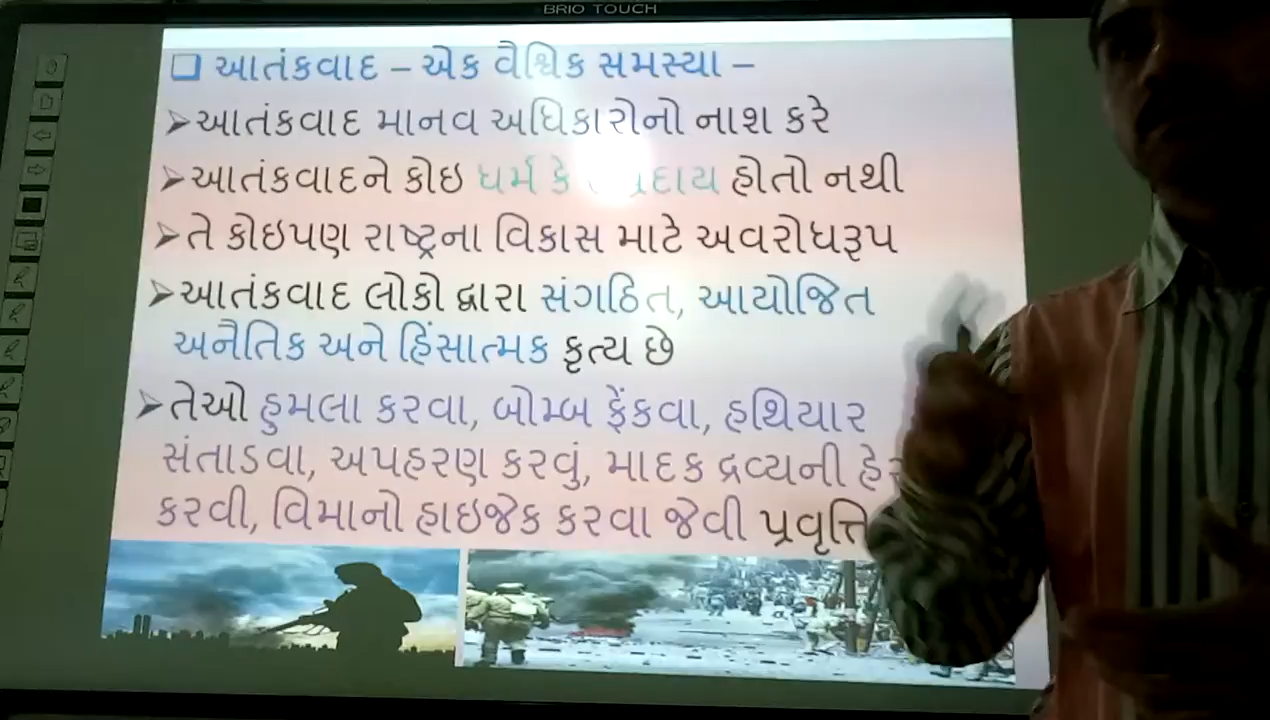 BRIO TOUCH
❑ આતંકવાદ – એક વૈશ્વિક સમસ્યા –
➢આતંકવાદ માનવ અધિકારોનો નાશ કરે
➢આતંકવાદને કોઇ ધર્મ કે હોતો નથી
➢તે કોઇપણ રાષ્ટ્રના વિકાસ માટે અવરોધરૂપ
➢આતંકવાદ લોકો દ્વારા સંગઠિત, આયોજિત
અનૈતિક અને હિંસાત્મક કૃત્ય છે
➢તેઓ હુમલા કરવા, બોમ્બ ફેંકવા, હથિયાર
સંતાડવા, અપહરણ કરવું, માદક દ્રવ્યની
કરવી, વિમાનો હાઇજેક કરવા જેવી પ્રવૃત્તિ